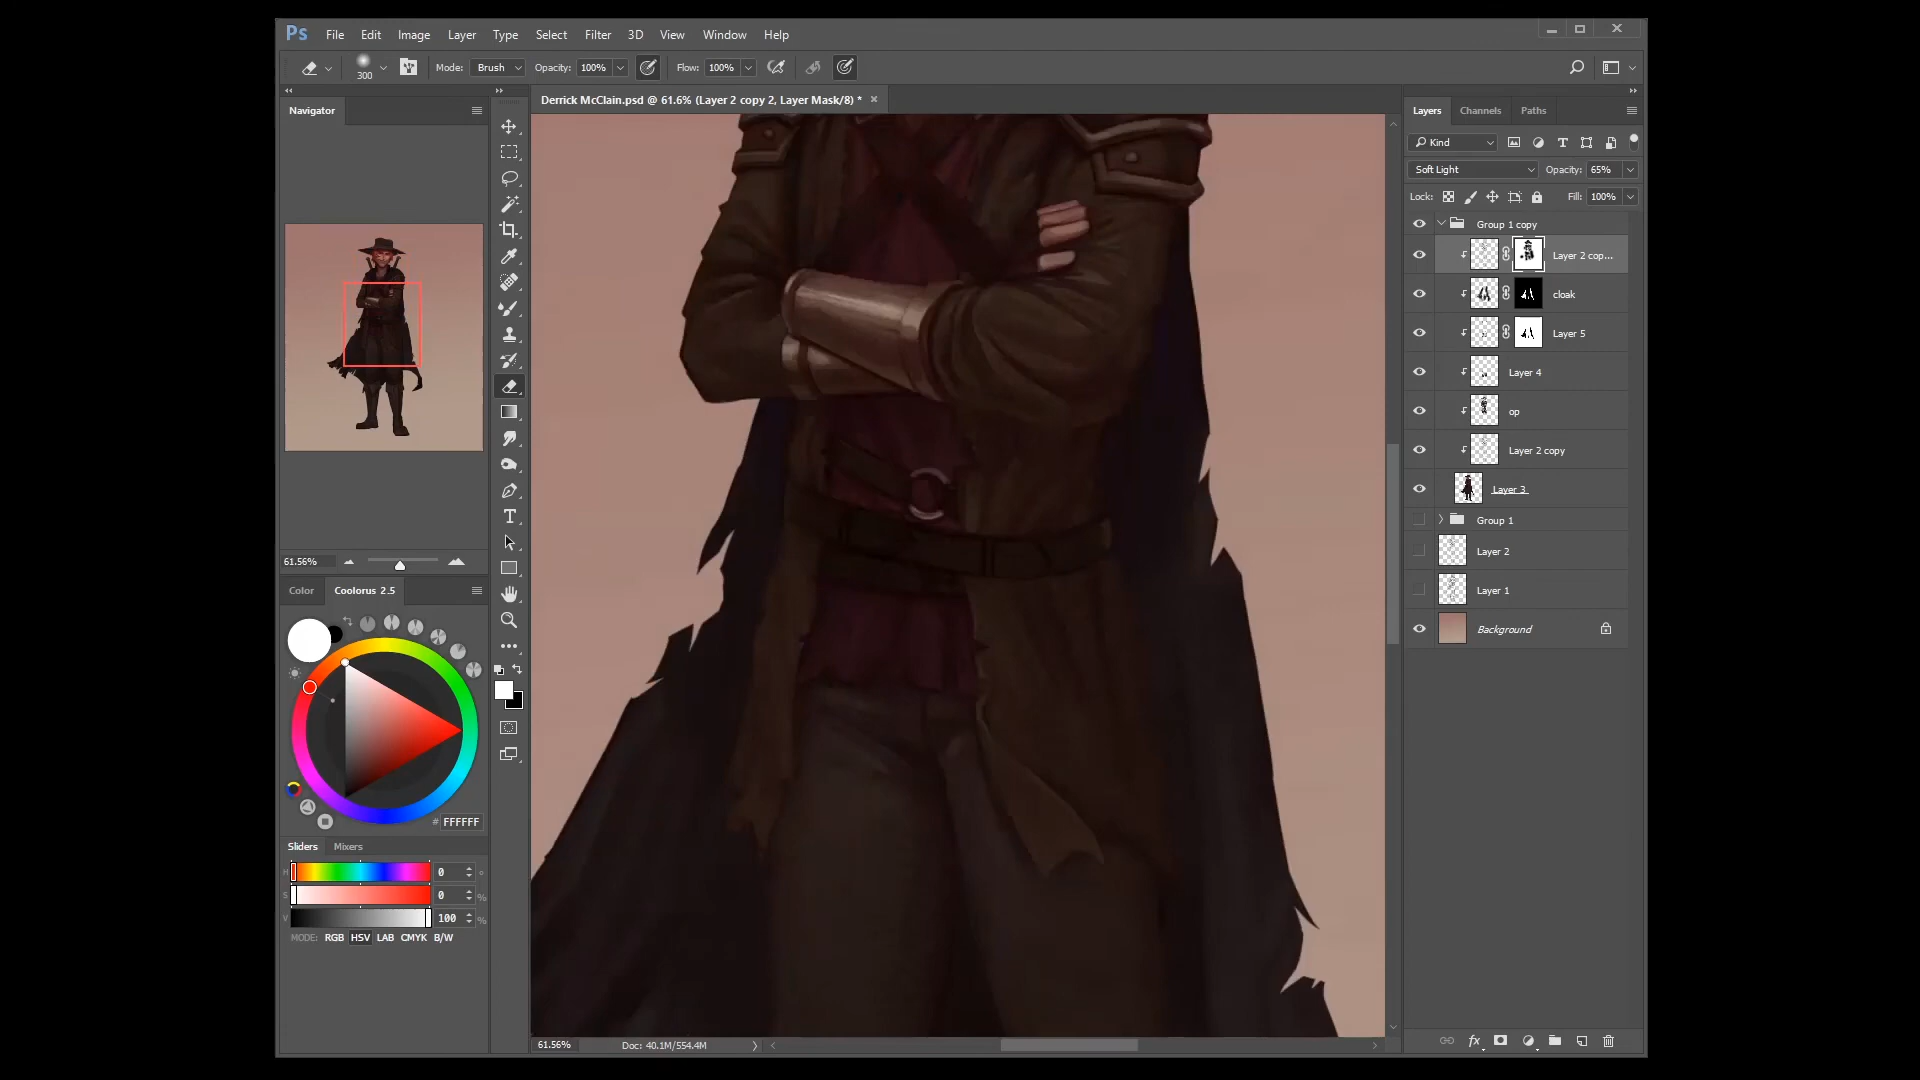 Ps File Edit Image Layer Type Select Filter 3D View Window Help
300 Mode: Brush Opacity: 100% Flow: 100%
Derrick McClain.psd @ 61.6% (Layer 2 copy 2, Layer Mask/8) *
Navigator
61.56%
Color Coolorus 2.5
# FFFFFF
Sliders Mixers
H 0 °
S 0 %
V 100 %
MODE: RGB HSV LAB CMYK B/W
61.56% Doc: 40.1M/554.4M
Layers Channels Paths
Kind
Soft Light Opacity: 65%
Lock: Fill: 100%
Group 1 copy
Layer 2 cop...
cloak
Layer 5
Layer 4
op
Layer 2 copy
Layer 3
Group 1
Layer 2
Layer 1
Background
fx